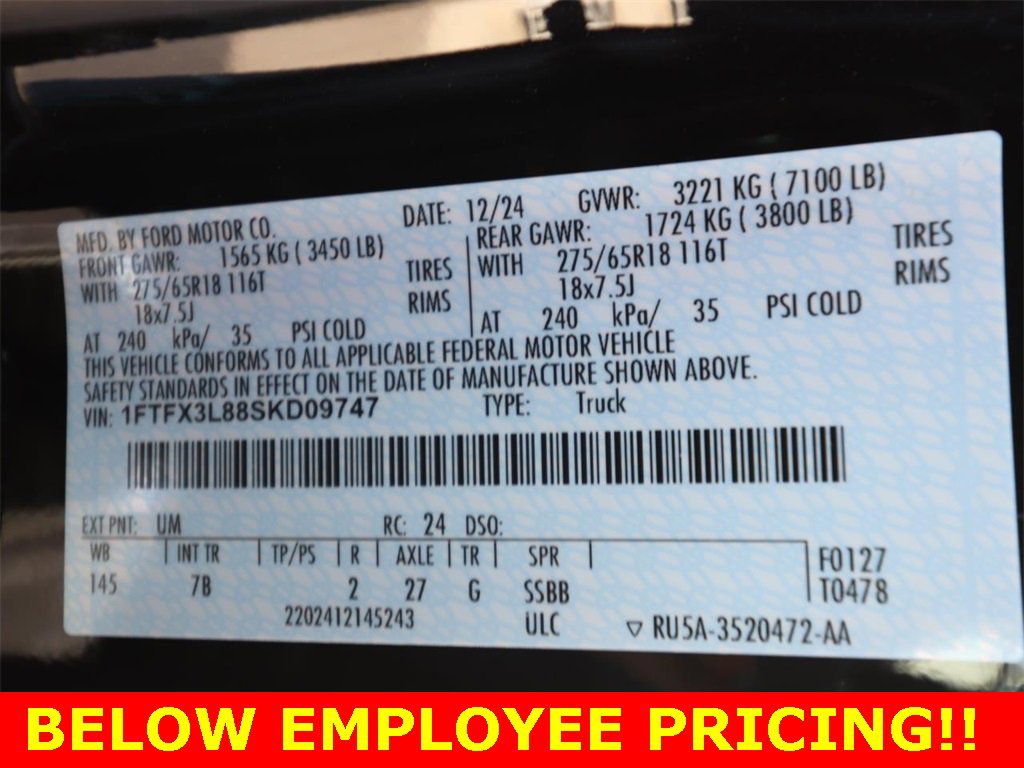 MFD. BY FORD MOTOR CO. DATE: 12/24 GVWR: 3221 KG ( 7100 LB)
FRONT GAWR: 1565 KG ( 3450 LB) REAR GAWR: 1724 KG ( 3800 LB)
WITH 275/65R18 116T TIRES WITH 275/65R18 116T TIRES
18x7.5J RIMS 18x7.5J RIMS
AT 240 kPa/ 35 PSI COLD AT 240 kPa/ 35 PSI COLD
THIS VEHICLE CONFORMS TO ALL APPLICABLE FEDERAL MOTOR VEHICLE
SAFETY STANDARDS IN EFFECT ON THE DATE OF MANUFACTURE SHOWN ABOVE.
VIN: 1FTFX3L88SKD09747 TYPE: Truck
EXT PNT: UM RC: 24 DSO:
WB INT TR TP/PS R AXLE TR SPR F0127
145 7B 2 27 G SSBB T0478
2202412145243 ULC ▽ RU5A-3520472-AA
BELOW EMPLOYEE PRICING!!